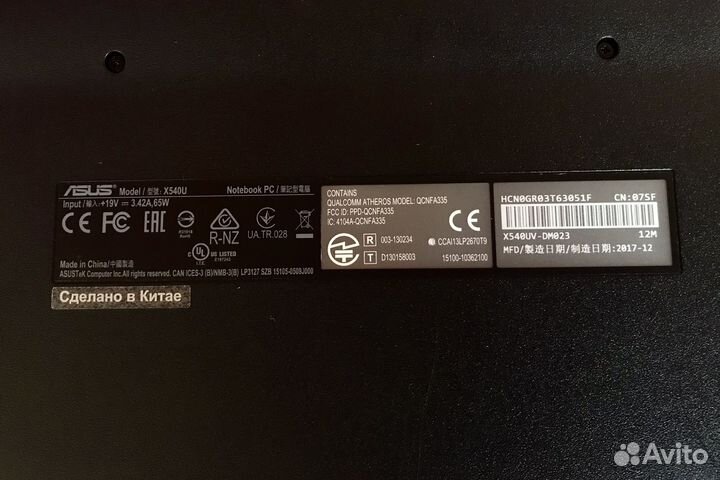 ASUS Model / 型號 X540U Notebook PC / 筆記型電腦
Input / 輸入: +19V ⎓ 3.42A,65W
R-NZ
UA.TR.028
UL US LISTED
I.T.E.
Made in China/中國製造
ASUSTeK Computer Inc.All rights reserved. CAN ICES-3 (B)/NMB-3(B) LP3127 SZB 15105-0509J000
Сделано в Китае
CONTAINS
QUALCOMM ATHEROS MODEL: QCNFA335
FCC ID: PPD-QCNFA335
IC: 4104A-QCNFA335
R 003-130234
T D130158003
CCAI13LP2670T9
15100-10362100
HCN0GR03T63051F CN:07SF
X540UV-DM023 12M
MFD/製造日期/制造日期:2017-12
Avito